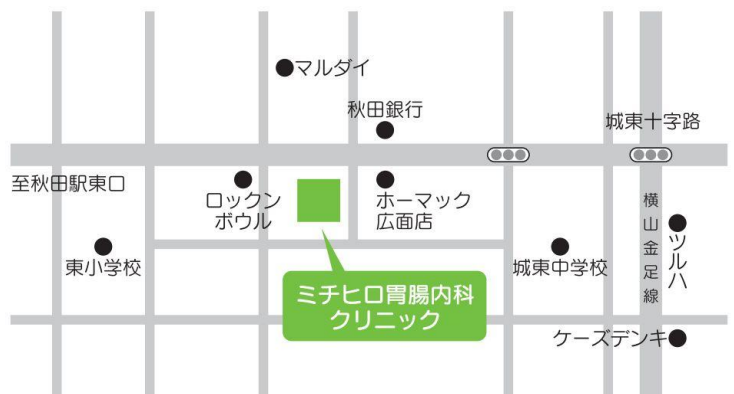 マルダイ
秋田銀行
城東十字路
至秋田駅東口
ロックン
ボウル
ホーマック
広面店
横山金足線
ツルハ
東小学校
城東中学校
ミチヒロ胃腸内科
クリニック
ケーズデンキ